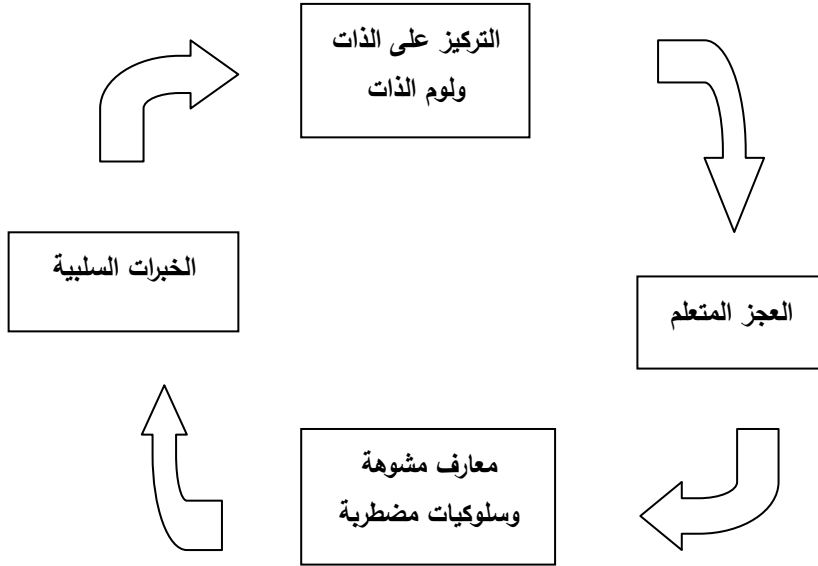 التركيز على الذات
ولوم الذات
الخبرات السلبية
العجز المتعلم
معارف مشوهة
وسلوكيات مضطربة